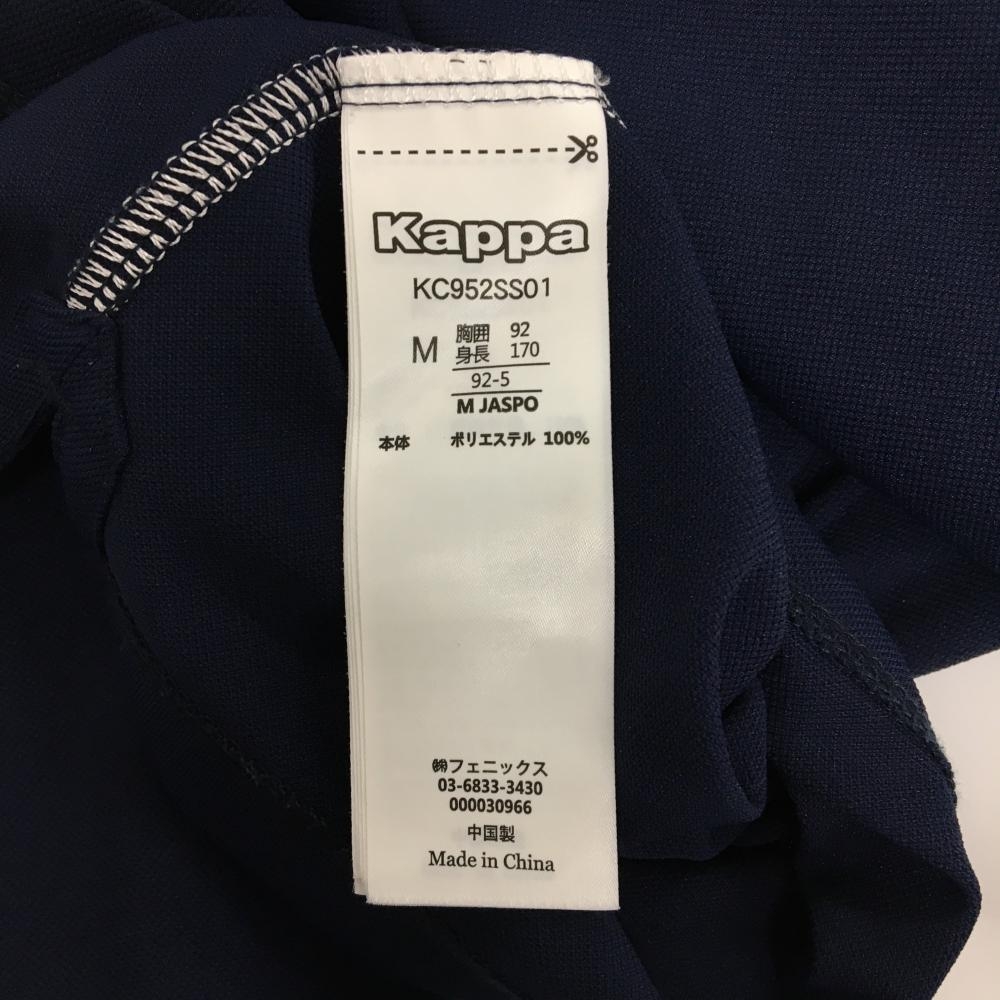 Kappa
KC952SS01
M 胸囲 92
身長 170
92-5
M JASPO
本体 ポリエステル 100%
㈱フェニックス
03-6833-3430
000030966
中国製
Made in China